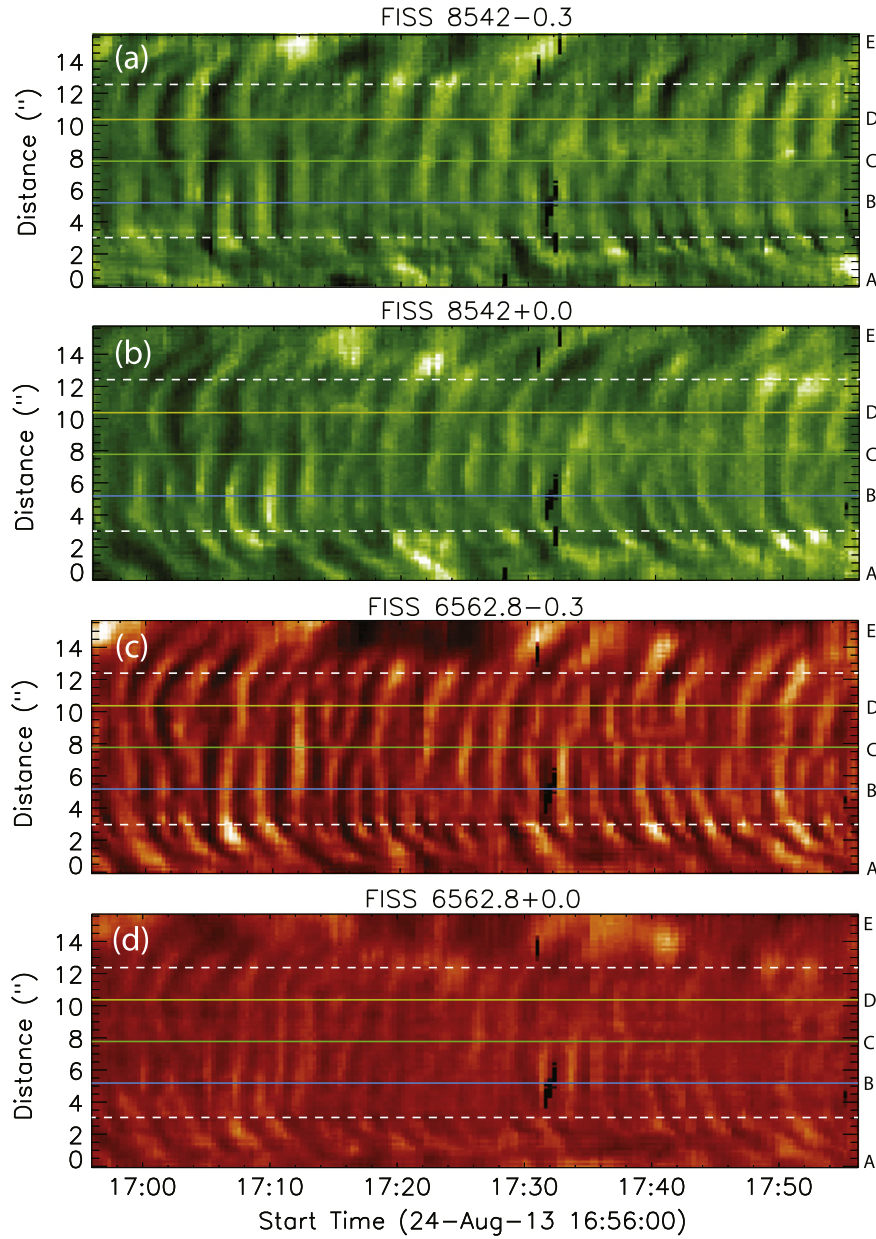 FISS 8542−0.3
(a)
Distance (")
14
12
10
8
6
4
2
0
E
D
C
B
A
FISS 8542+0.0
(b)
Distance (")
14
12
10
8
6
4
2
0
E
D
C
B
A
FISS 6562.8−0.3
(c)
Distance (")
14
12
10
8
6
4
2
0
E
D
C
B
A
FISS 6562.8+0.0
(d)
Distance (")
14
12
10
8
6
4
2
0
E
D
C
B
A
17:00 17:10 17:20 17:30 17:40 17:50
Start Time (24−Aug−13 16:56:00)